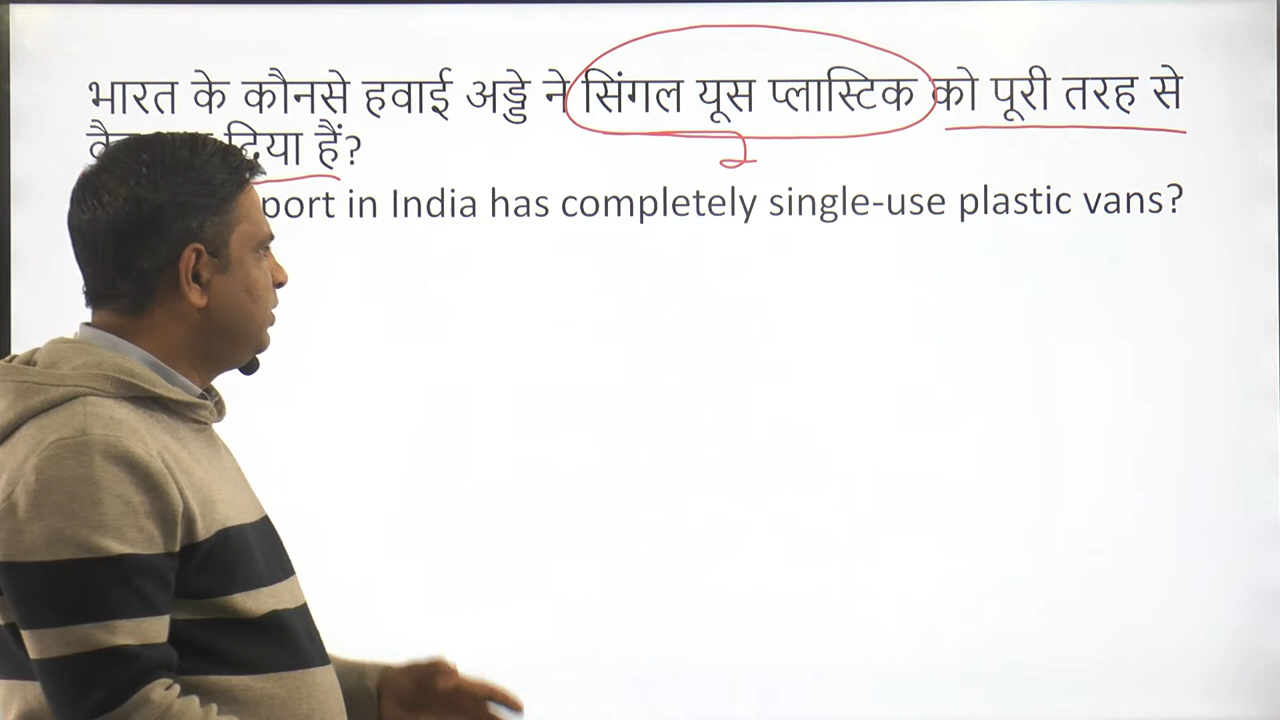 भारत के कौनसे हवाई अड्डे ने सिंगल यूस प्लास्टिक को पूरी तरह से
दिया हैं?
port in India has completely single-use plastic vans?